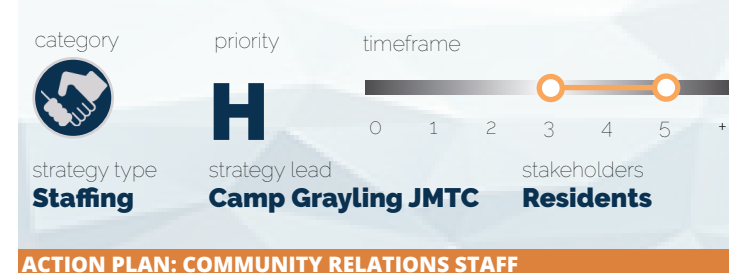 category priority timeframe
H
0 1 2 3 4 5 +
strategy type strategy lead stakeholders
Staffing Camp Grayling JMTC Residents
ACTION PLAN: COMMUNITY RELATIONS STAFF